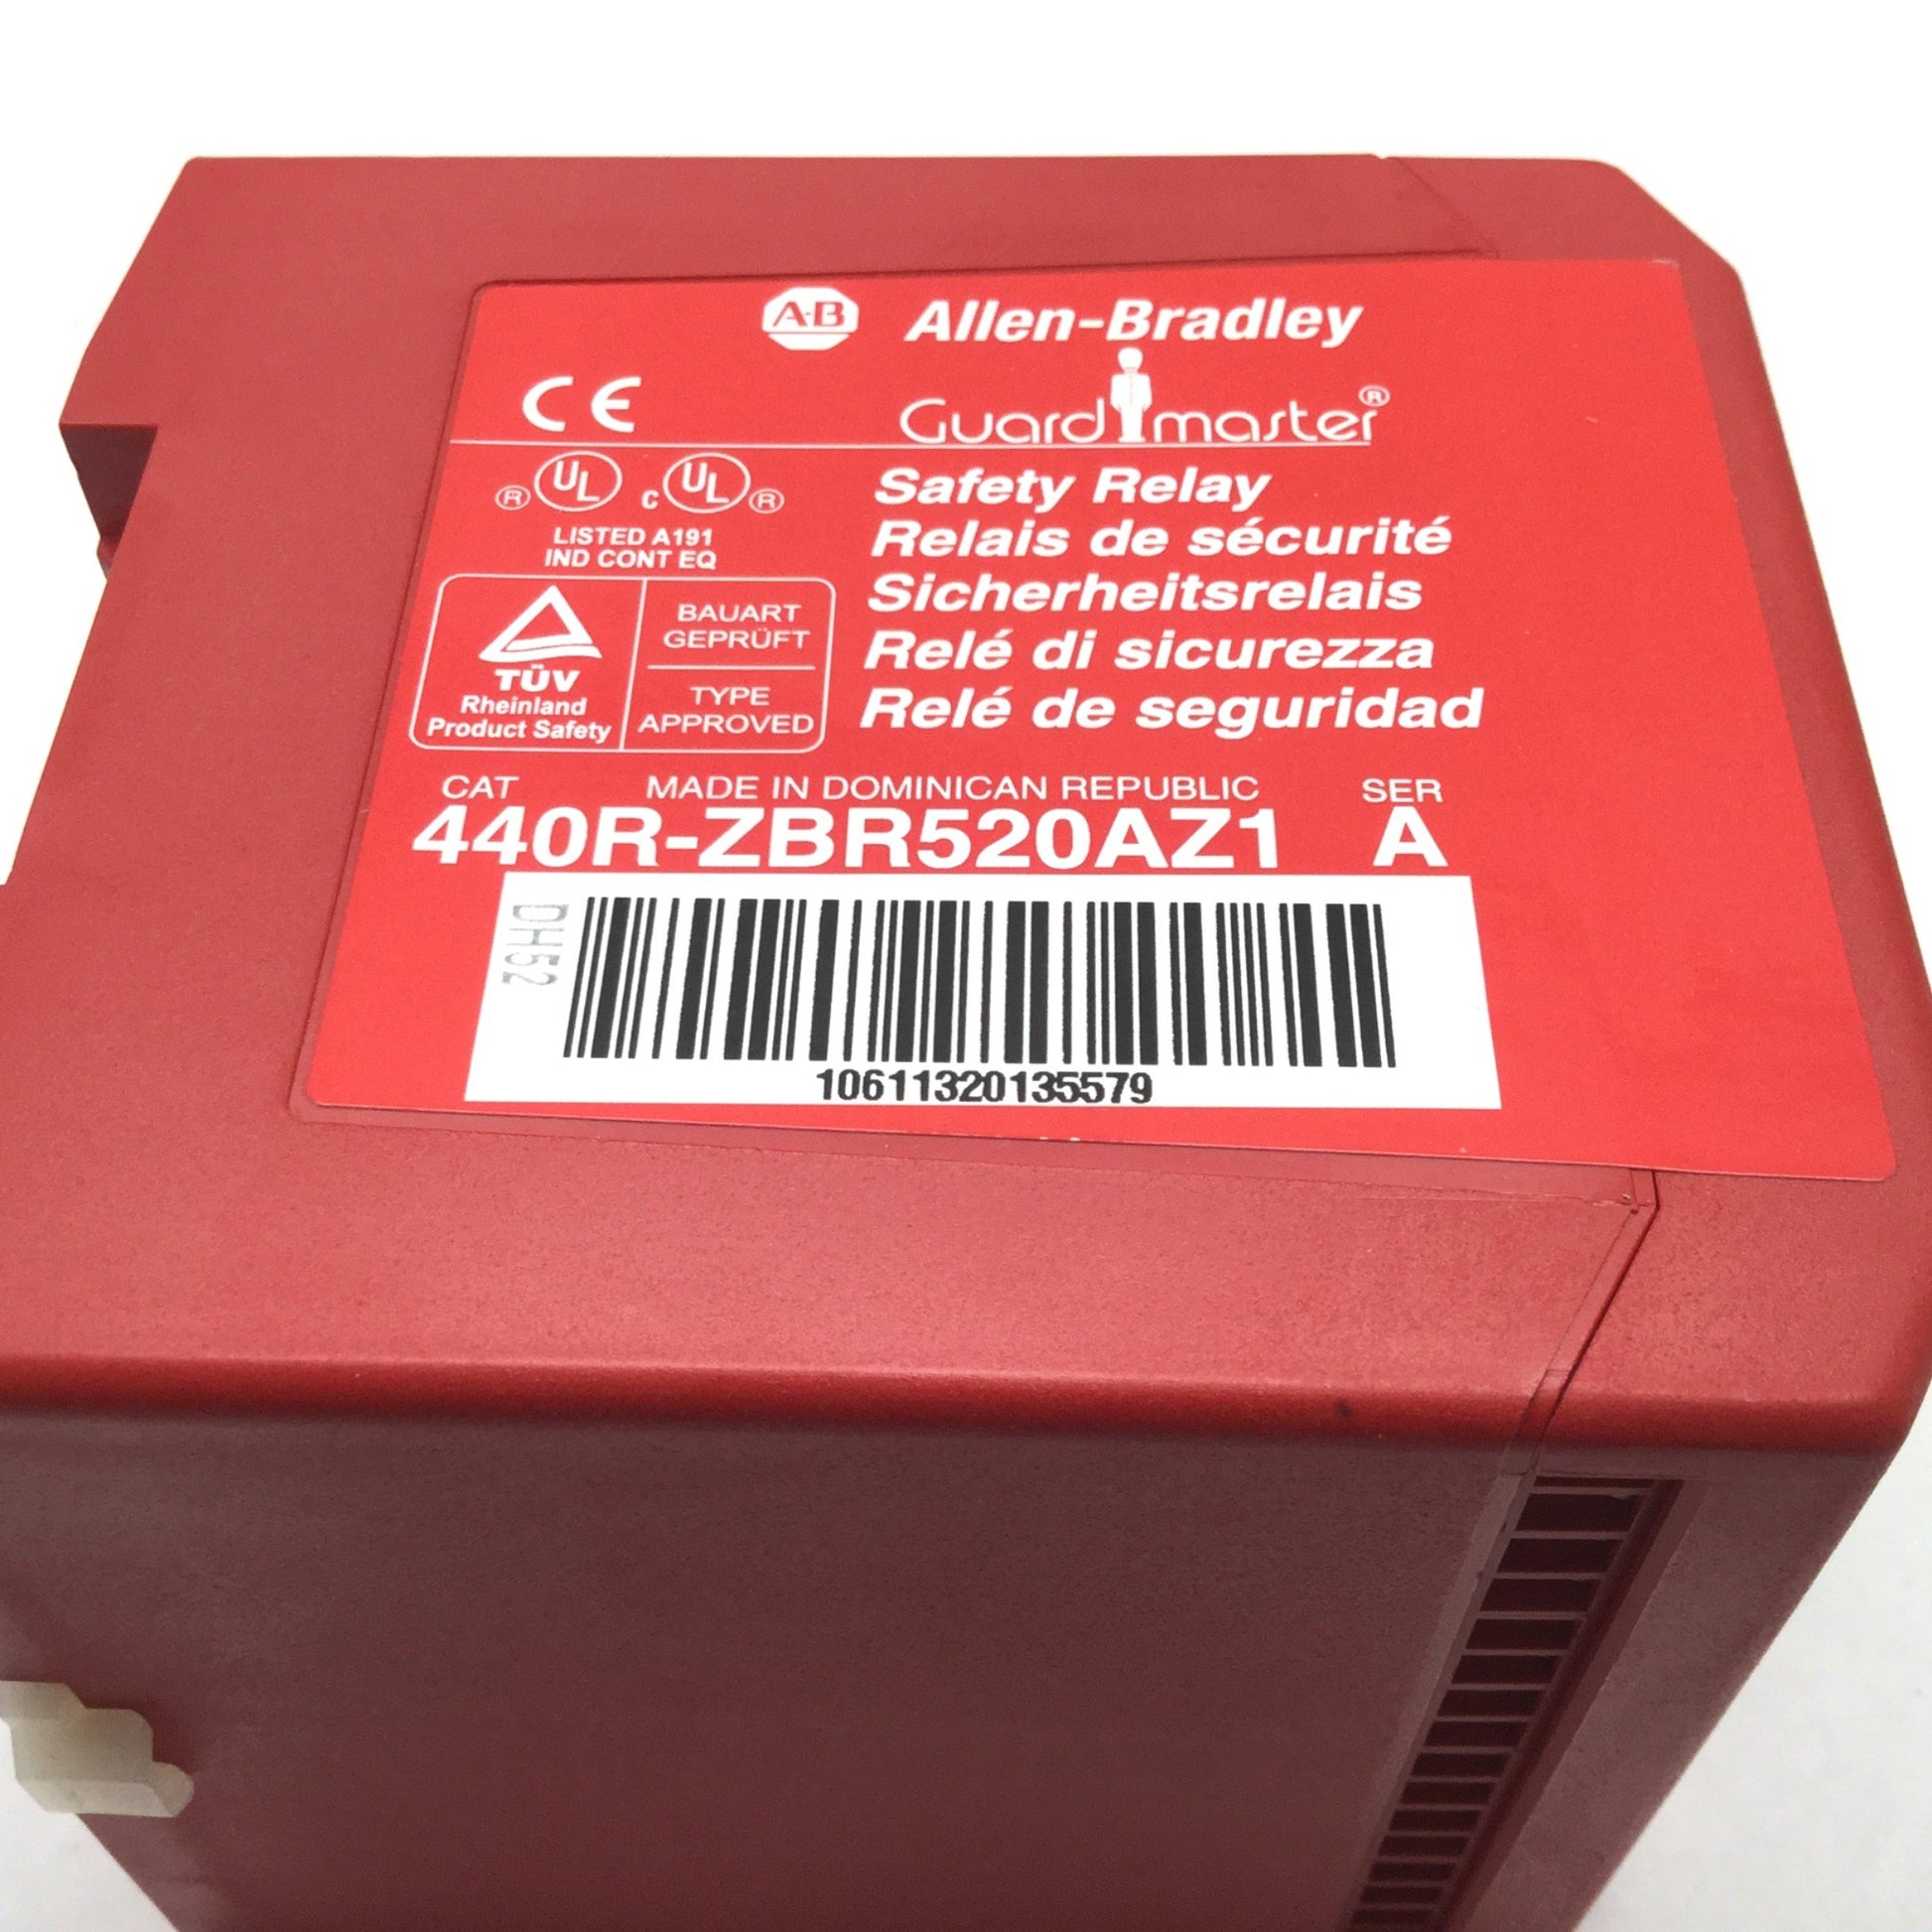 A-B Allen-Bradley
CE Guardmaster®
® UL c UL ®
LISTED A191
IND CONT EQ
Safety Relay
Relais de sécurité
Sicherheitsrelais
Relé di sicurezza
Relé de seguridad
TÜV
Rheinland
Product Safety
BAUART
GEPRÜFT
TYPE
APPROVED
CAT MADE IN DOMINICAN REPUBLIC SER
440R-ZBR520AZ1 A
DH52
10611320135579